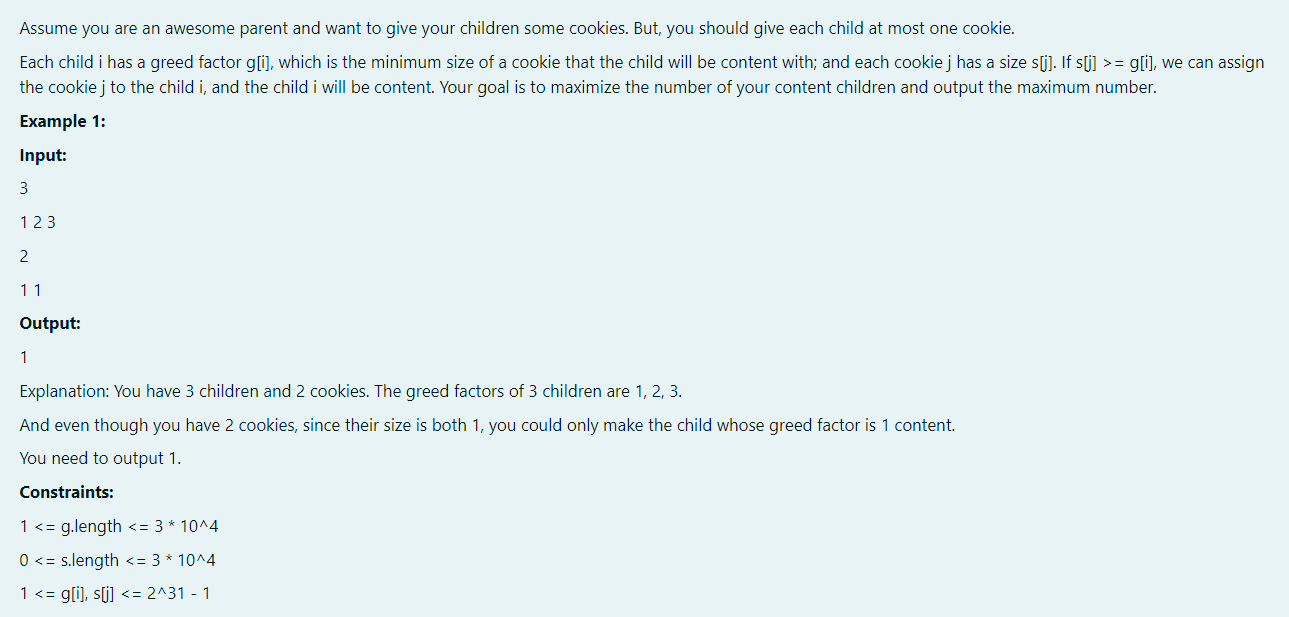 Assume you are an awesome parent and want to give your children some cookies. But, you should give each child at most one cookie.
Each child i has a greed factor g[i], which is the minimum size of a cookie that the child will be content with; and each cookie j has a size s[j]. If s[j] >= g[i], we can assign
the cookie j to the child i, and the child i will be content. Your goal is to maximize the number of your content children and output the maximum number.
Example 1:
Input:
3
1 2 3
2
1 1
Output:
1
Explanation: You have 3 children and 2 cookies. The greed factors of 3 children are 1, 2, 3.
And even though you have 2 cookies, since their size is both 1, you could only make the child whose greed factor is 1 content.
You need to output 1.
Constraints:
1 <= g.length <= 3 * 10^4
0 <= s.length <= 3 * 10^4
1 <= g[i], s[j] <= 2^31 - 1